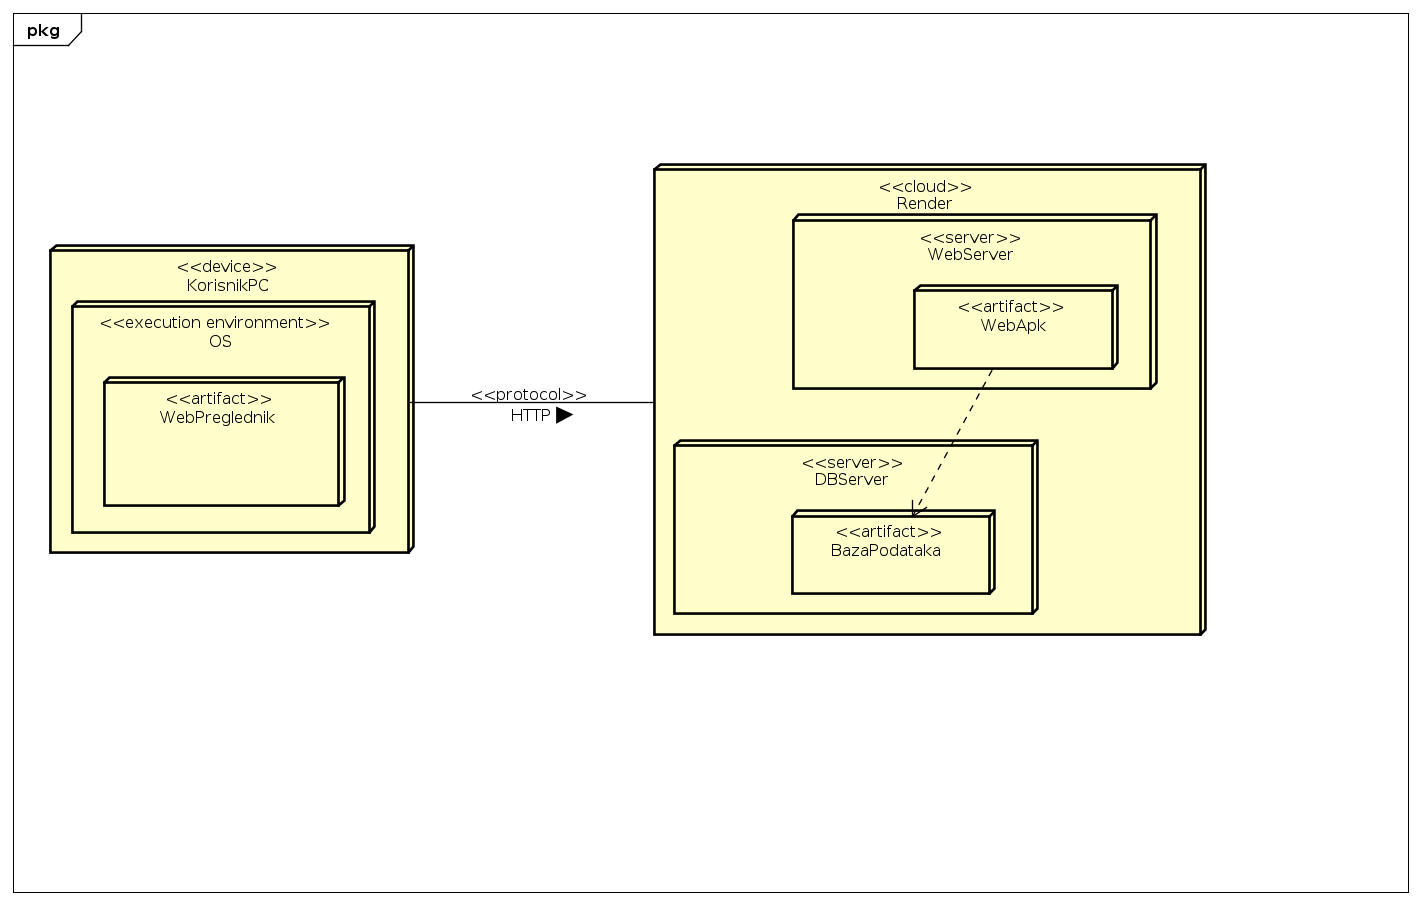 pkg
<<device>>
KorisnikPC
<<execution environment>>
OS
<<artifact>>
WebPreglednik
<<protocol>>
HTTP
<<cloud>>
Render
<<server>>
WebServer
<<artifact>>
WebApk
<<server>>
DBServer
<<artifact>>
BazaPodataka